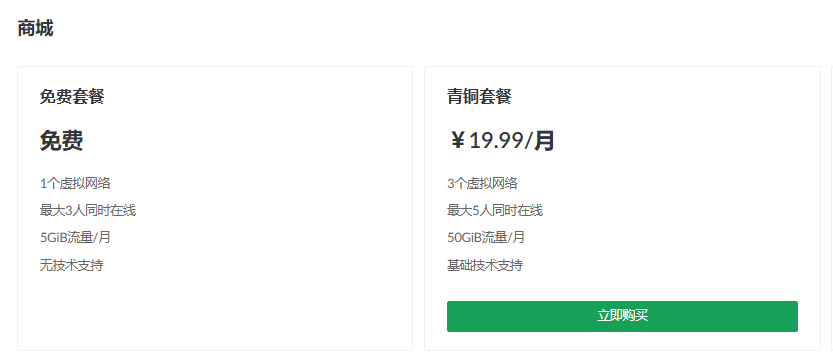 商城
免费套餐
免费
1个虚拟网络
最大3人同时在线
5GiB流量/月
无技术支持
青铜套餐
￥19.99/月
3个虚拟网络
最大5人同时在线
50GiB流量/月
基础技术支持
立即购买